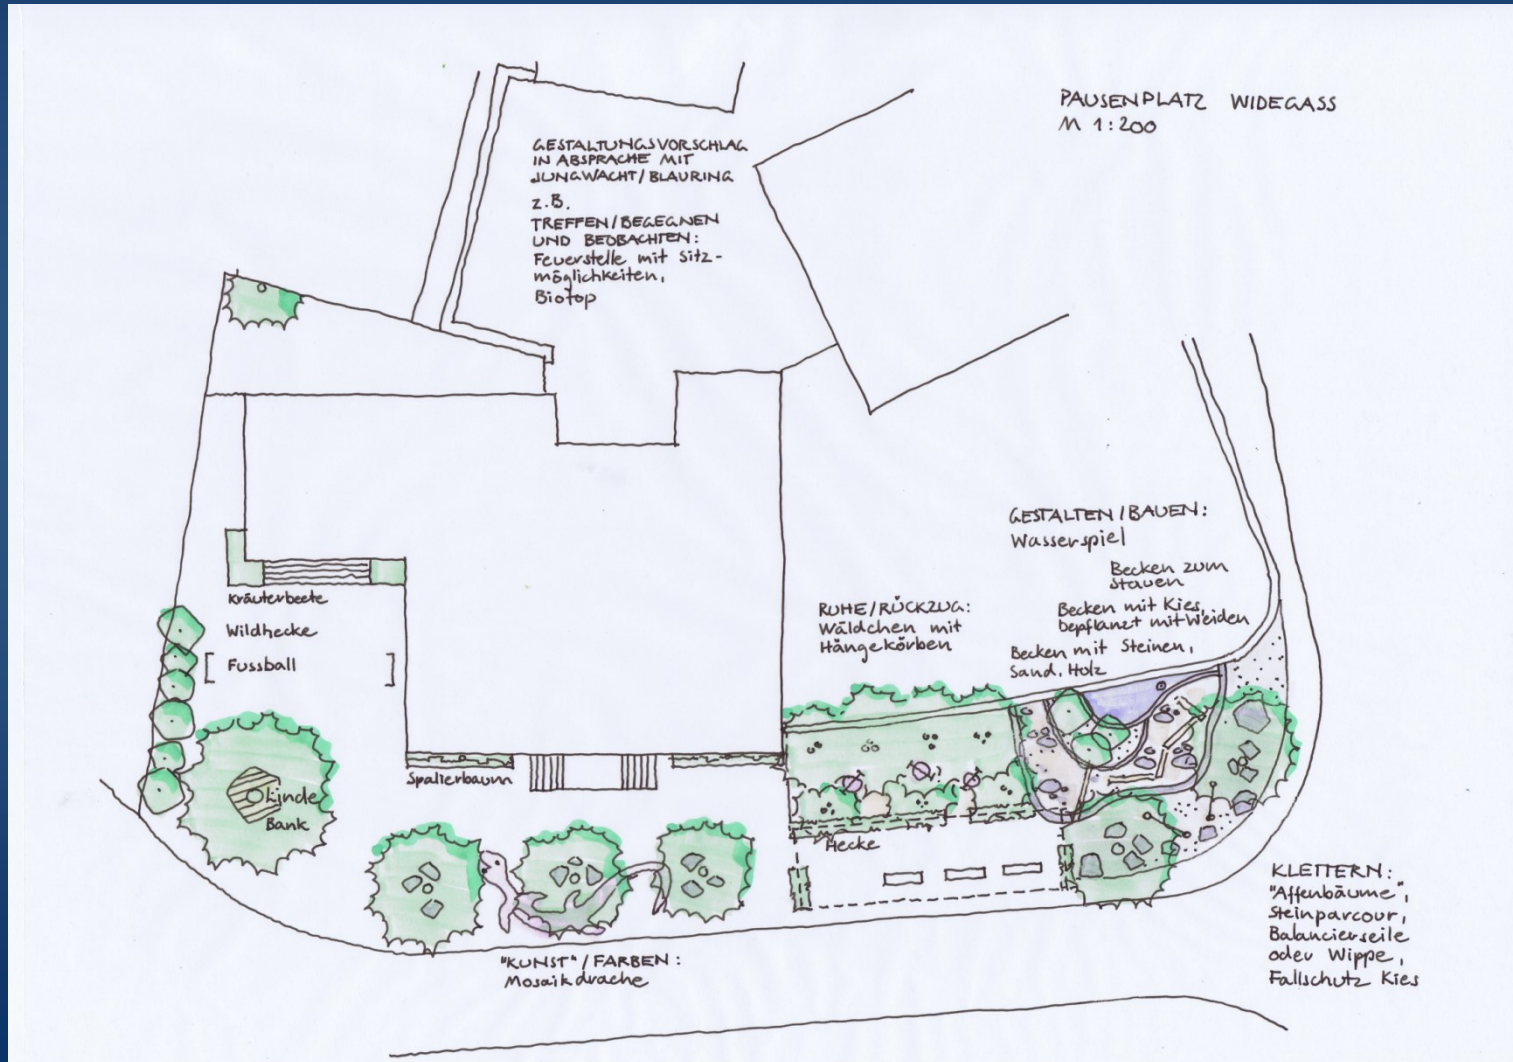 PAUSENPLATZ WIDEGASS
M 1:200
GESTALTUNGSVORSCHLAG
IN ABSPRACHE MIT
JUNGWACHT/BLAURING
z.B.
TREFFEN/BEGEGNEN
UND BEOBACHTEN:
Feuerstelle mit Sitz-
möglichkeiten,
Biotop
GESTALTEN/BAUEN:
Wasserspiel
Becken zum
stauen
Becken mit Kies,
bepflanzt mit Weiden
Becken mit Steinen,
Sand, Holz
RUHE/RÜCKZUG:
Wäldchen mit
Hängekörben
Kräuterbeete
Wildhecke
Fussball
Spalierbaum
Linde
Bank
Hecke
KLETTERN:
"Affenbäume",
Steinparcour,
Balancierseile
oder Wippe,
Fallschutz Kies
"KUNST"/FARBEN:
Mosaikdrache